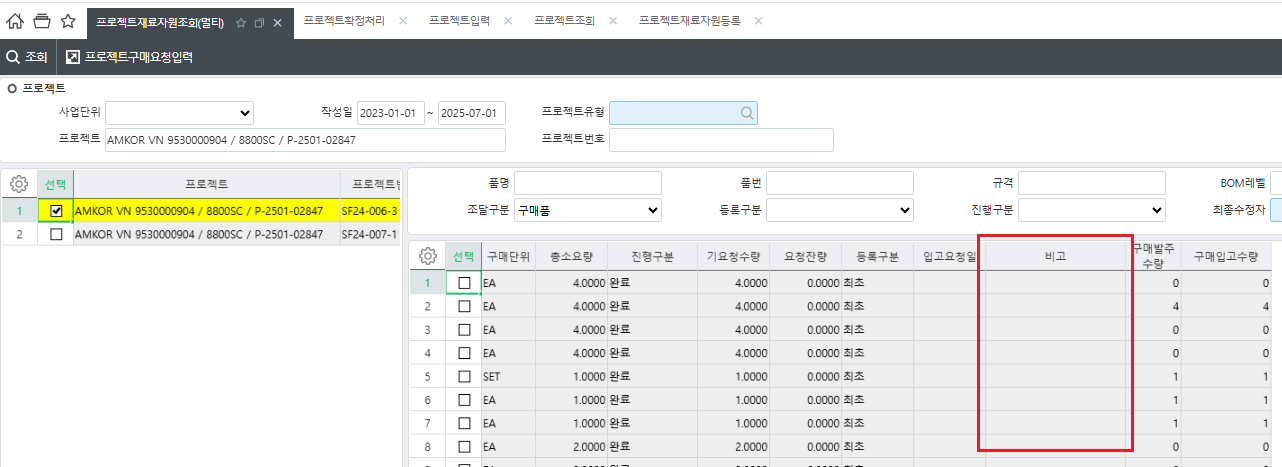 프로젝트재료자원조회(멀티) 프로젝트확정처리 프로젝트입력 프로젝트조회 프로젝트재료자원등록
조회 프로젝트구매요청입력
프로젝트
사업단위 작성일 2023-01-01 ~ 2025-07-01 프로젝트유형
프로젝트 AMKOR VN 9530000904 / 8800SC / P-2501-02847 프로젝트번호
선택 프로젝트
1 AMKOR VN 9530000904 / 8800SC / P-2501-02847 SF24-006-3
2 AMKOR VN 9530000904 / 8800SC / P-2501-02847 SF24-007-1
품명 품번 규격 BOM레벨
조달구분 구매품 등록구분 진행구분 최종수정자
선택 구매단위 총소요량 진행구분 기요청수량 요청잔량 등록구분 입고요청일 비고 구매발주수량 구매입고수량
1 EA 4.0000 완료 4.0000 0.0000 최초 0 0
2 EA 4.0000 완료 4.0000 0.0000 최초 4 4
3 EA 4.0000 완료 4.0000 0.0000 최초 0 0
4 EA 4.0000 완료 4.0000 0.0000 최초 0 0
5 SET 1.0000 완료 1.0000 0.0000 최초 1 1
6 EA 1.0000 완료 1.0000 0.0000 최초 1 1
7 EA 1.0000 완료 1.0000 0.0000 최초 1 1
8 EA 2.0000 완료 2.0000 0.0000 최초 0 0